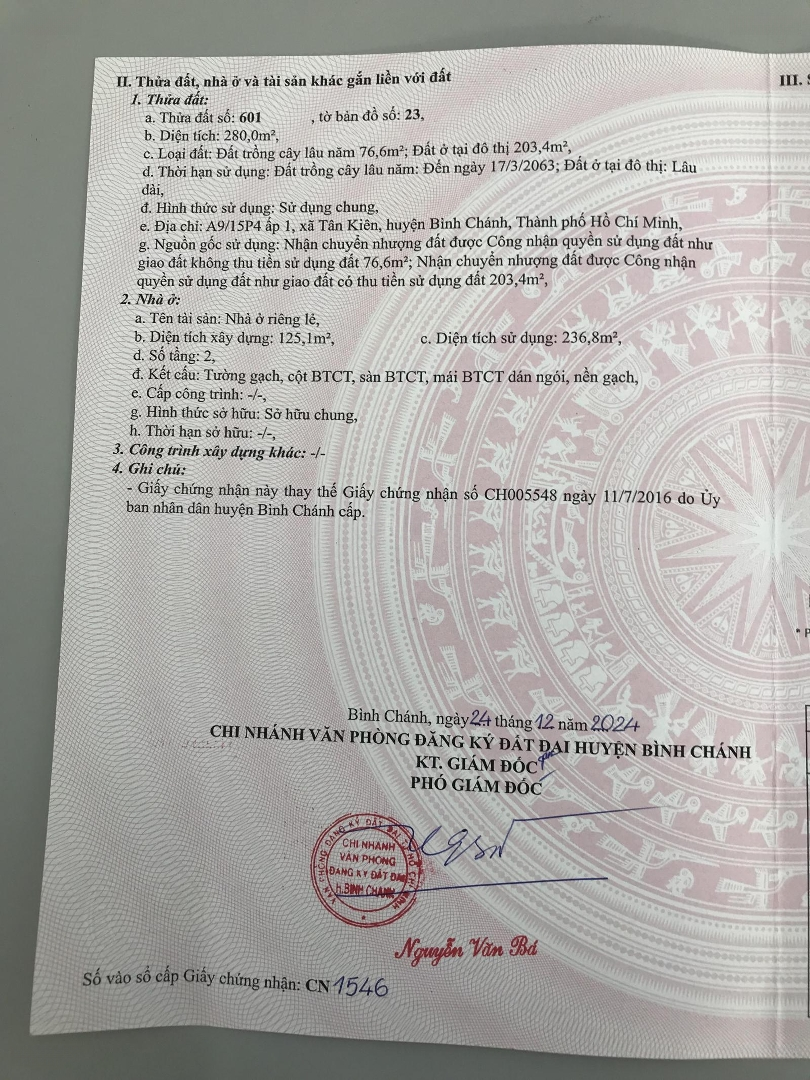 II. Thửa đất, nhà ở và tài sản khác gắn liền với đất
III. S
1. Thửa đất:
a. Thửa đất số: 601 , tờ bản đồ số: 23,
b. Diện tích: 280,0m²,
c. Loại đất: Đất trồng cây lâu năm 76,6m²; Đất ở tại đô thị 203,4m²,
d. Thời hạn sử dụng: Đất trồng cây lâu năm: Đến ngày 17/3/2063; Đất ở tại đô thị: Lâu
dài,
đ. Hình thức sử dụng: Sử dụng chung,
e. Địa chỉ: A9/15P4 ấp 1, xã Tân Kiên, huyện Bình Chánh, Thành phố Hồ Chí Minh,
g. Nguồn gốc sử dụng: Nhận chuyển nhượng đất được Công nhận quyền sử dụng đất như
giao đất không thu tiền sử dụng đất 76,6m²; Nhận chuyển nhượng đất được Công nhận
quyền sử dụng đất như giao đất có thu tiền sử dụng đất 203,4m²,
2. Nhà ở:
a. Tên tài sản: Nhà ở riêng lẻ,
b. Diện tích xây dựng: 125,1m², c. Diện tích sử dụng: 236,8m²,
d. Số tầng: 2,
đ. Kết cấu: Tường gạch, cột BTCT, sàn BTCT, mái BTCT dán ngói, nền gạch,
e. Cấp công trình: -/-,
g. Hình thức sở hữu: Sở hữu chung,
h. Thời hạn sở hữu: -/-,
3. Công trình xây dựng khác: -/-
4. Ghi chú:
- Giấy chứng nhận này thay thế Giấy chứng nhận số CH005548 ngày 11/7/2016 do Ủy
ban nhân dân huyện Bình Chánh cấp.
* P
Bình Chánh, ngày 24 tháng 12 năm 2024
CHI NHÁNH VĂN PHÒNG ĐĂNG KÝ ĐẤT ĐAI HUYỆN BÌNH CHÁNH
KT. GIÁM ĐỐC
PHÓ GIÁM ĐỐC
VĂN PHÒNG ĐĂNG KÝ ĐẤT ĐAI HỒ CHÍ MINH
CHI NHÁNH
VĂN PHÒNG
ĐĂNG KÝ ĐẤT ĐAI
H.BÌNH CHÁNH
Nguyễn Văn Bá
Số vào sổ cấp Giấy chứng nhận: CN 1546